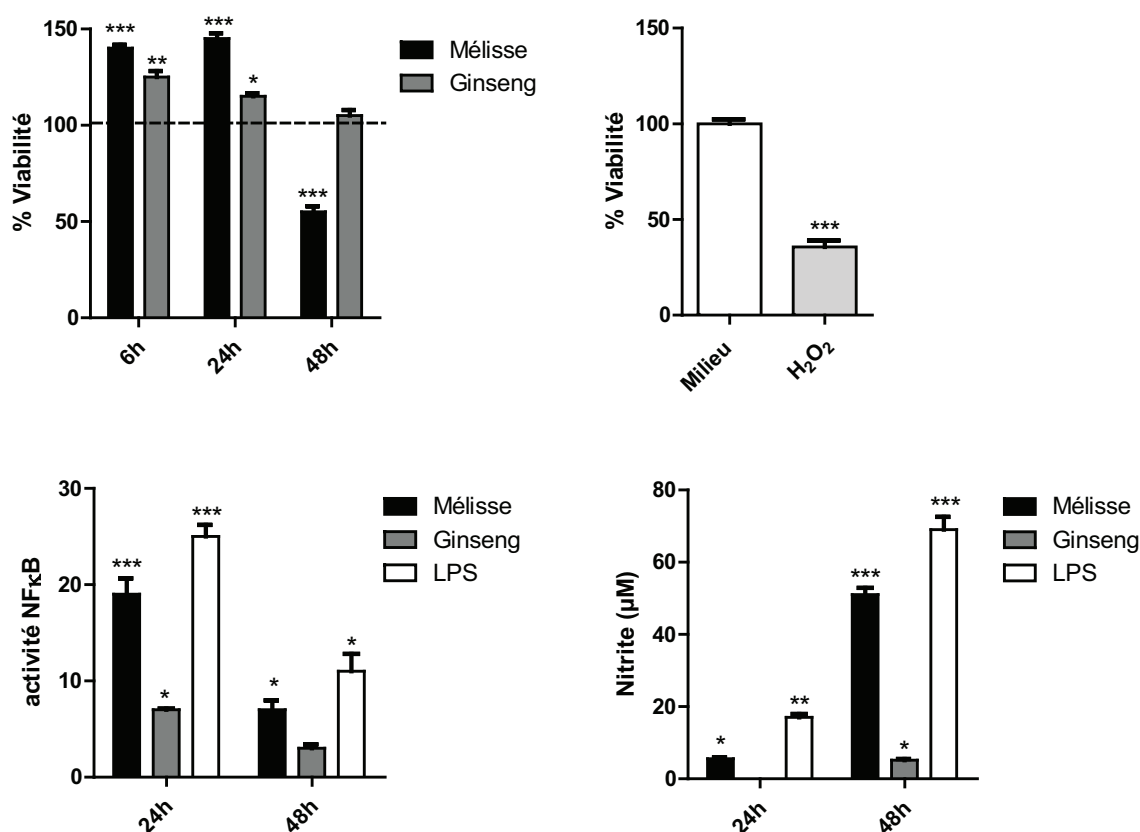 150
100
50
0
% Viabilité
***
**
***
*
***
Mélisse
Ginseng
6h
24h
48h
150
100
50
0
% Viabilité
***
Milieu
H₂O₂
30
20
10
0
activité NFκB
***
*
***
*
*
Mélisse
Ginseng
LPS
24h
48h
80
60
40
20
0
Nitrite (µM)
*
**
***
*
***
Mélisse
Ginseng
LPS
24h
48h